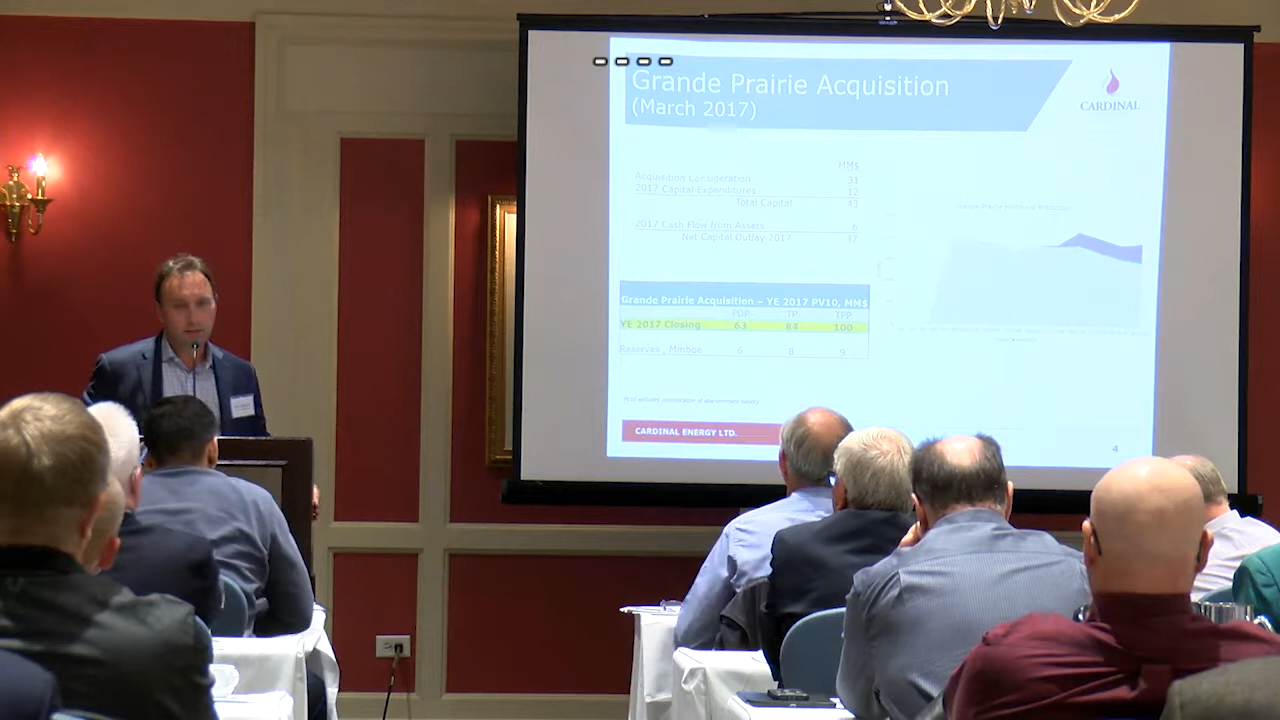 Grande Prairie Acquisition
(March 2017)
CARDINAL
MM$
Acquisition Consideration 31
2017 Capital Expenditures 12
Total Capital 43
2017 Cash Flow from Assets 6
Net Capital Outlay 2017 37
Grande Prairie Acquisition – YE 2017 PV10, MM$
PDP TP TPP
YE 2017 Closing 63 84 100
Reserves , Mmboe 6 8 9
CARDINAL ENERGY LTD.
4